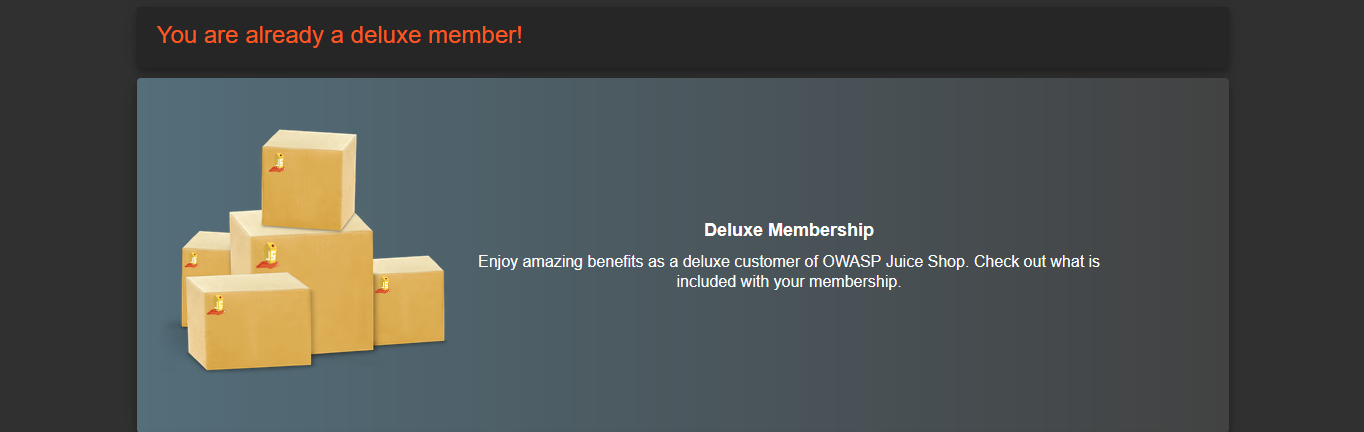 You are already a deluxe member!
Deluxe Membership
Enjoy amazing benefits as a deluxe customer of OWASP Juice Shop. Check out what is
included with your membership.